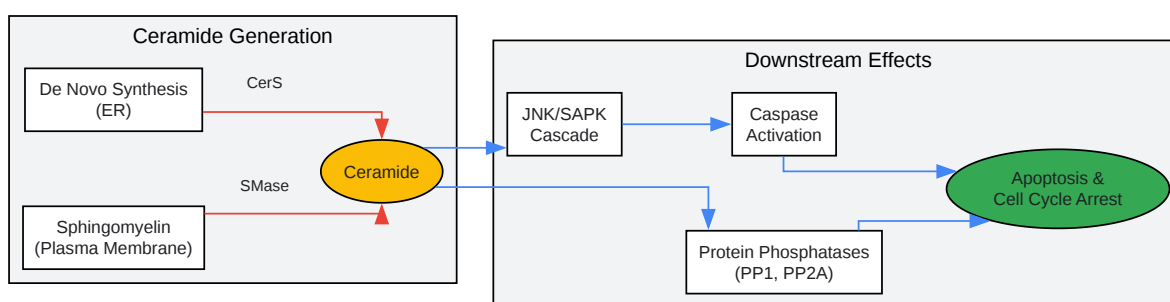 Ceramide Generation
De Novo Synthesis
(ER)
CerS
Ceramide
SMase
Sphingomyelin
(Plasma Membrane)
Downstream Effects
JNK/SAPK
Cascade
Caspase
Activation
Apoptosis &
Cell Cycle Arrest
Protein Phosphatases
(PP1, PP2A)